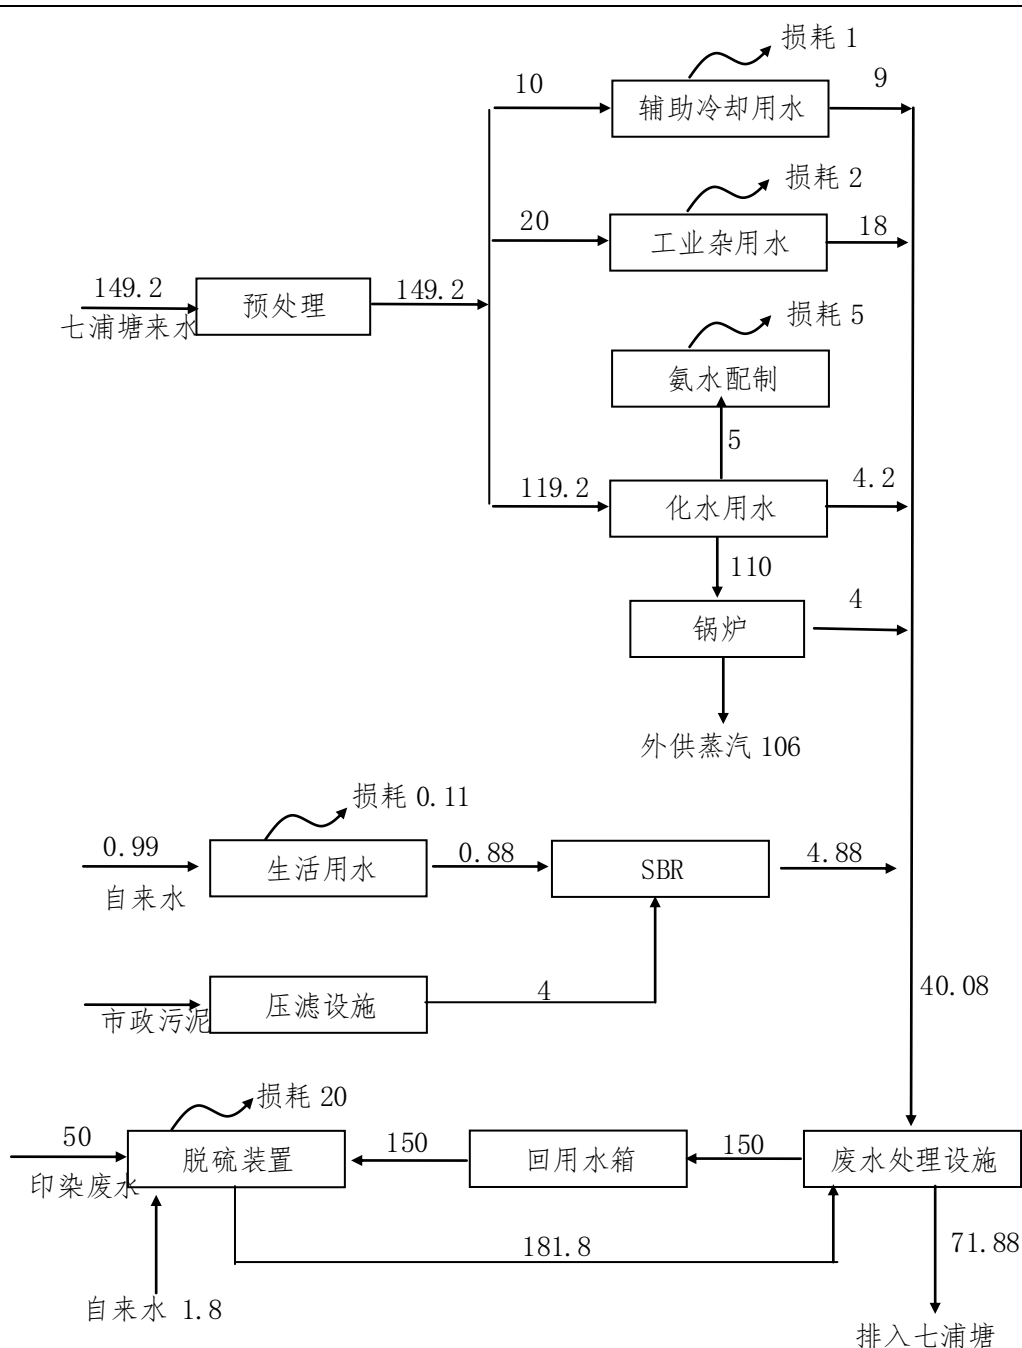 损耗 1
10
辅助冷却用水
9
损耗 2
20
工业杂用水
18
149.2
七浦塘来水
预处理
149.2
损耗 5
氨水配制
5
119.2
化水用水
4.2
110
锅炉
4
外供蒸汽 106
损耗 0.11
0.99
自来水
生活用水
0.88
SBR
4.88
市政污泥
压滤设施
4
40.08
损耗 20
50
印染废水
脱硫装置
150
回用水箱
150
废水处理设施
181.8
71.88
自来水 1.8
排入七浦塘